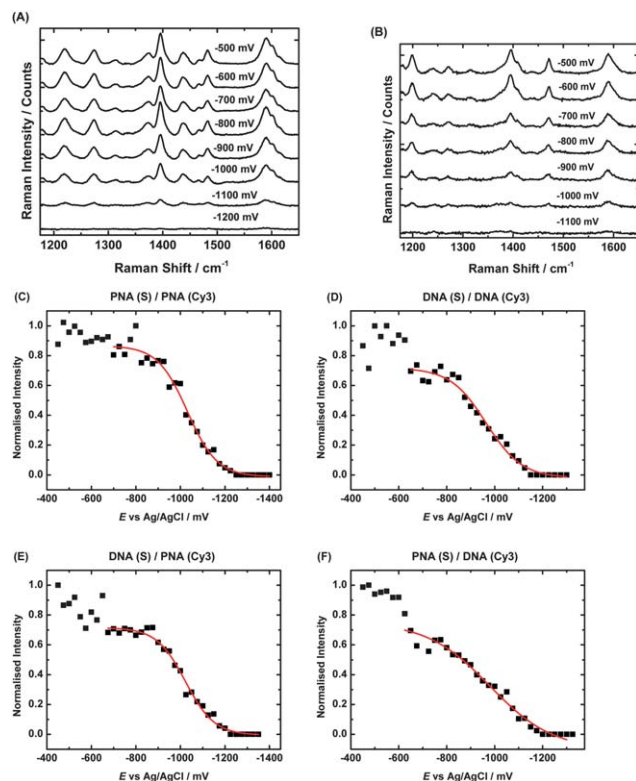 (A)
-500 mV
-600 mV
-700 mV
-800 mV
-900 mV
-1000 mV
-1100 mV
-1200 mV
Raman Intensity / Counts
1200 1300 1400 1500 1600
Raman Shift / cm-1
(B)
-500 mV
-600 mV
-700 mV
-800 mV
-900 mV
-1000 mV
-1100 mV
Raman Intensity / Counts
1200 1300 1400 1500 1600
Raman Shift / cm-1
(C) PNA (S) / PNA (Cy3)
Normalised Intensity
1.0
0.8
0.6
0.4
0.2
0.0
-400 -600 -800 -1000 -1200 -1400
E vs Ag/AgCl / mV
(D) DNA (S) / DNA (Cy3)
Normalised Intensity
1.0
0.8
0.6
0.4
0.2
0.0
-400 -600 -800 -1000 -1200
E vs Ag/AgCl / mV
(E) DNA (S) / PNA (Cy3)
Normalised Intensity
1.0
0.8
0.6
0.4
0.2
0.0
-400 -600 -800 -1000 -1200 -1400
E vs Ag/AgCl / mV
(F) PNA (S) / DNA (Cy3)
Normalised Intensity
1.0
0.8
0.6
0.4
0.2
0.0
-400 -600 -800 -1000 -1200
E vs Ag/AgCl / mV